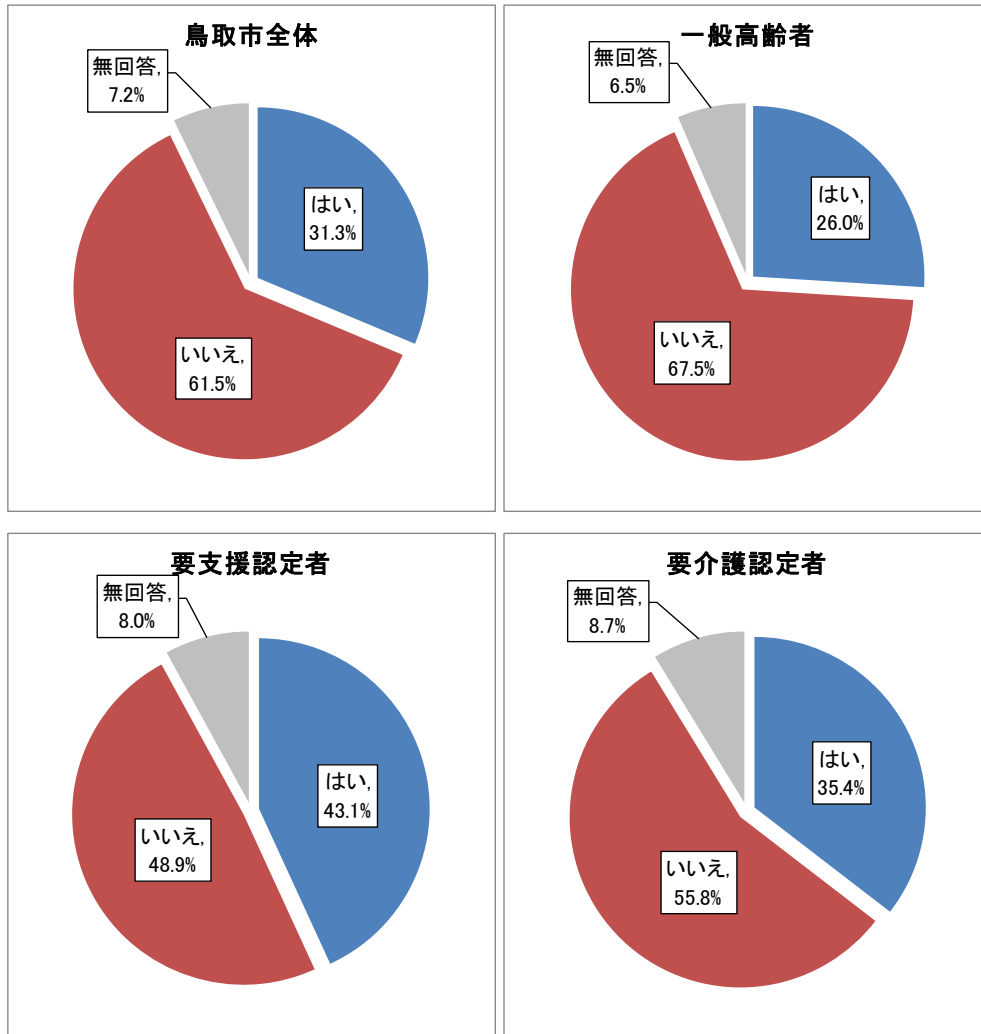 鳥取市全体
無回答,
7.2%
はい,
31.3%
いいえ,
61.5%
一般高齢者
無回答,
6.5%
はい,
26.0%
いいえ,
67.5%
要支援認定者
無回答,
8.0%
はい,
43.1%
いいえ,
48.9%
要介護認定者
無回答,
8.7%
はい,
35.4%
いいえ,
55.8%